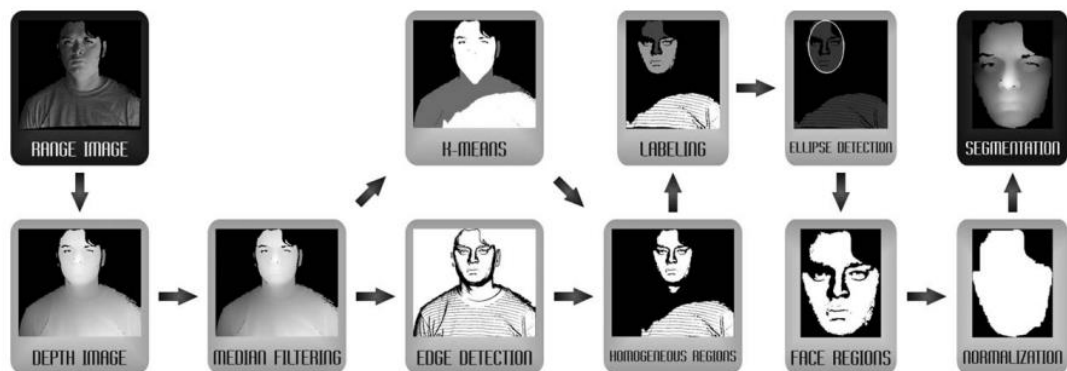 RANGE IMAGE
K-MEANS
LABELING
ELLIPSE DETECTION
SEGMENTATION
DEPTH IMAGE
MEDIAN FILTERING
EDGE DETECTION
HOMOGENEOUS REGIONS
FACE REGIONS
NORMALIZATION